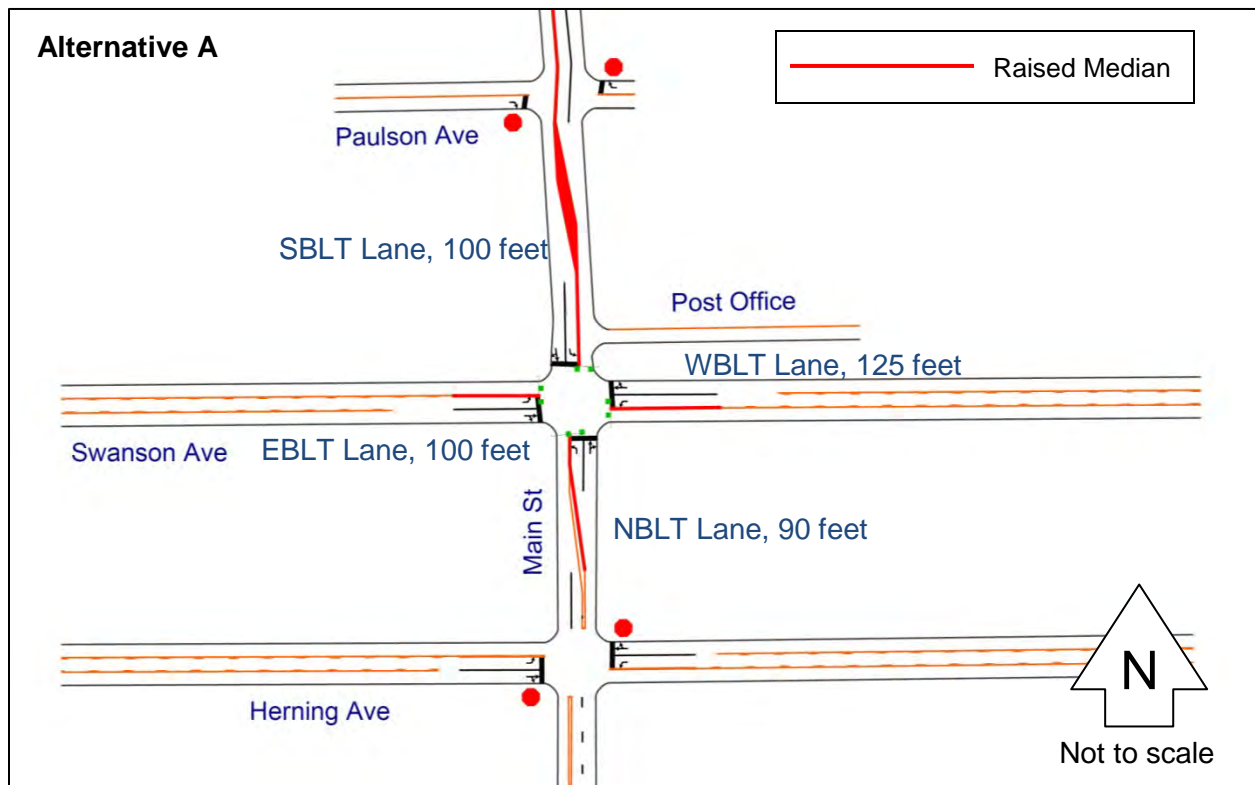 Alternative A
Raised Median
Paulson Ave
SBLT Lane, 100 feet
Post Office
WBLT Lane, 125 feet
Swanson Ave
EBLT Lane, 100 feet
Main St
NBLT Lane, 90 feet
Herning Ave
N
Not to scale